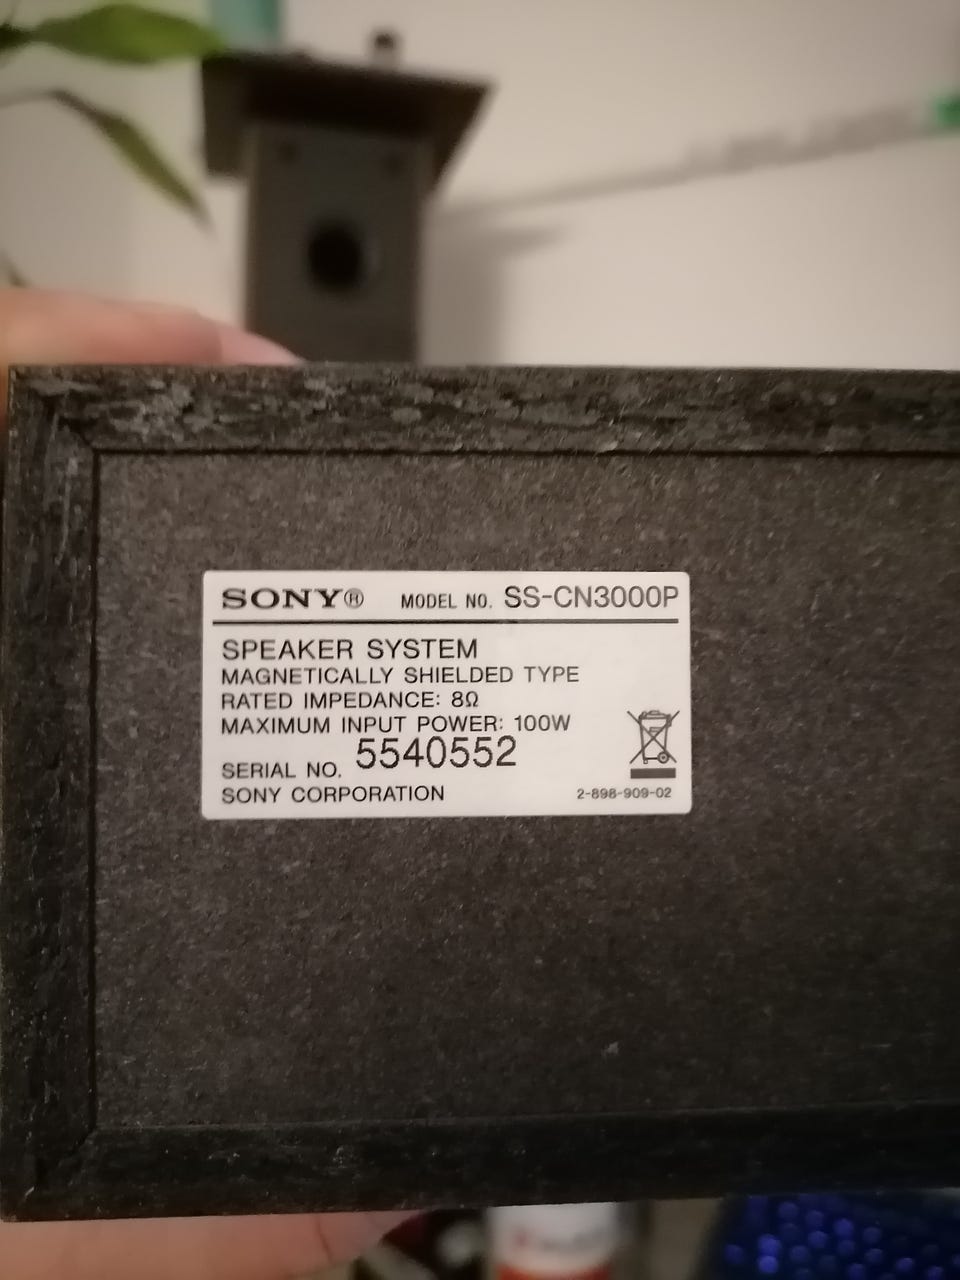 SONY® MODEL NO. SS-CN3000P
SPEAKER SYSTEM
MAGNETICALLY SHIELDED TYPE
RATED IMPEDANCE: 8Ω
MAXIMUM INPUT POWER: 100W
SERIAL NO. 5540552
SONY CORPORATION 2-898-909-02